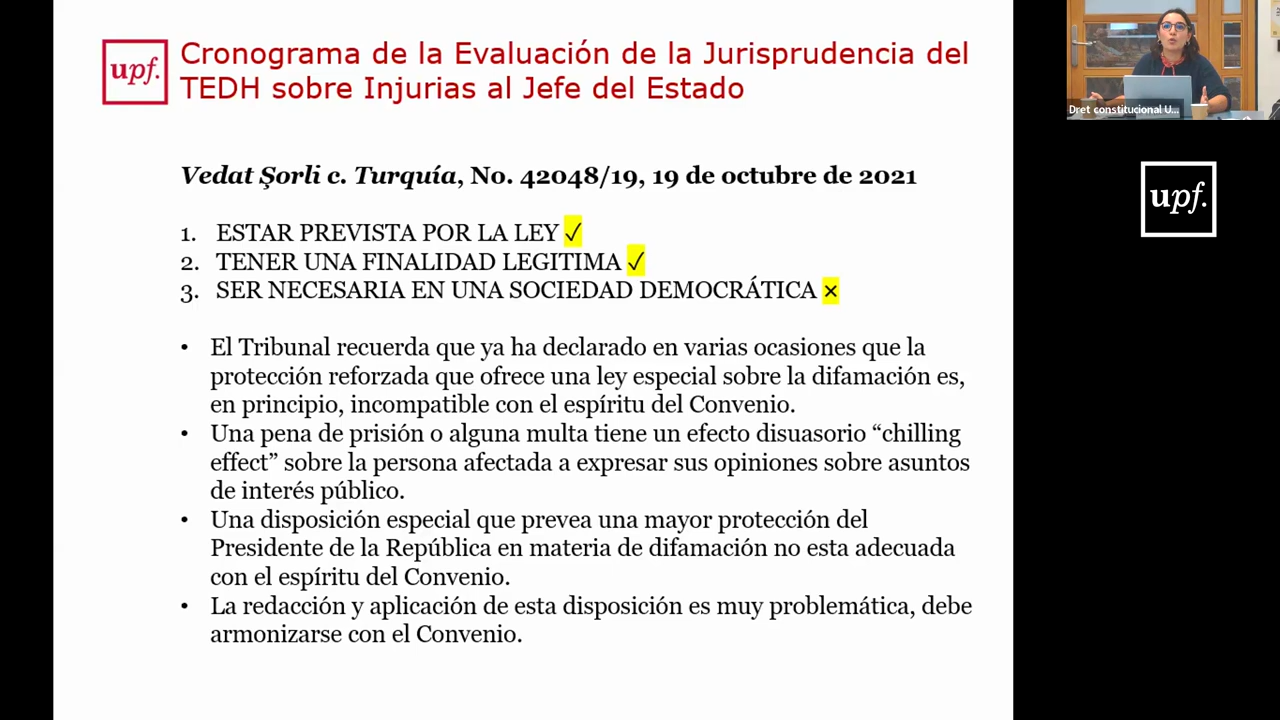 upf.
Cronograma de la Evaluación de la Jurisprudencia del
TEDH sobre Injurias al Jefe del Estado
Vedat Şorli c. Turquía, No. 42048/19, 19 de octubre de 2021
1. ESTAR PREVISTA POR LA LEY ✓
2. TENER UNA FINALIDAD LEGITIMA ✓
3. SER NECESARIA EN UNA SOCIEDAD DEMOCRÁTICA ×
• El Tribunal recuerda que ya ha declarado en varias ocasiones que la
protección reforzada que ofrece una ley especial sobre la difamación es,
en principio, incompatible con el espíritu del Convenio.
• Una pena de prisión o alguna multa tiene un efecto disuasorio “chilling
effect” sobre la persona afectada a expresar sus opiniones sobre asuntos
de interés público.
• Una disposición especial que prevea una mayor protección del
Presidente de la República en materia de difamación no esta adecuada
con el espíritu del Convenio.
• La redacción y aplicación de esta disposición es muy problemática, debe
armonizarse con el Convenio.
Dret constitucional U...
upf.